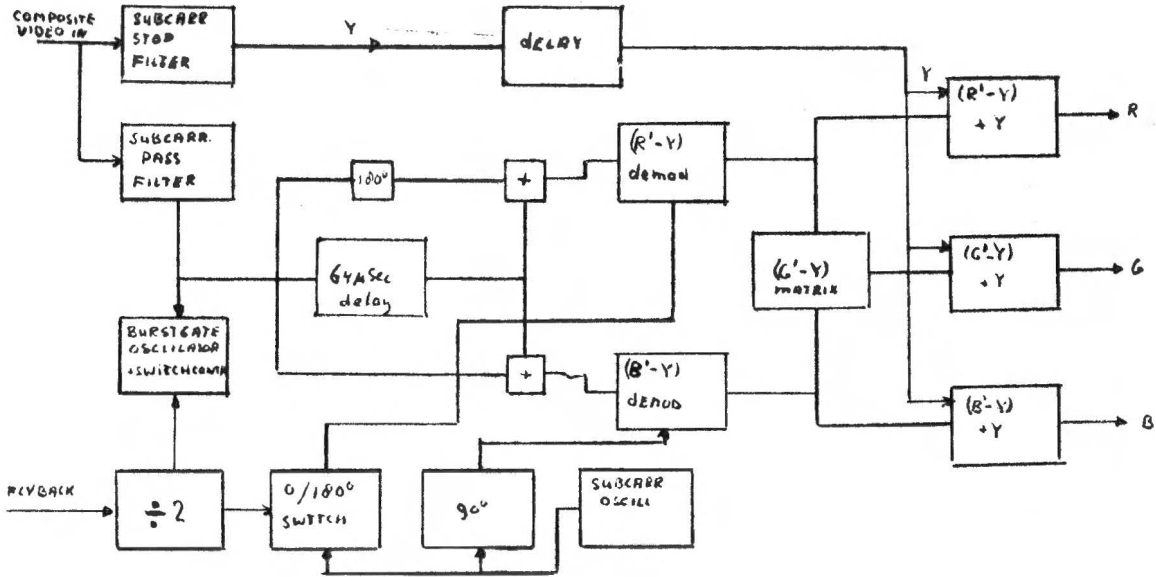 COMPOSITE
VIDEO IN
SUBCARR
STOP
FILTER
Y
DELAY
Y
(R'-Y)
+ Y
R
SUBCARR.
PASS
FILTER
180°
+
(R'-Y)
demod
64µSec
delay
(G'-Y)
MATRIX
(G'-Y)
+ Y
G
BURSTGATE
OSCILLATOR
+SWITCHCONTR
+
(B'-Y)
DEMOD
(B'-Y)
+Y
B
FLYBACK
÷2
0/180°
SWITCH
90°
SUBCARR
OSCILL